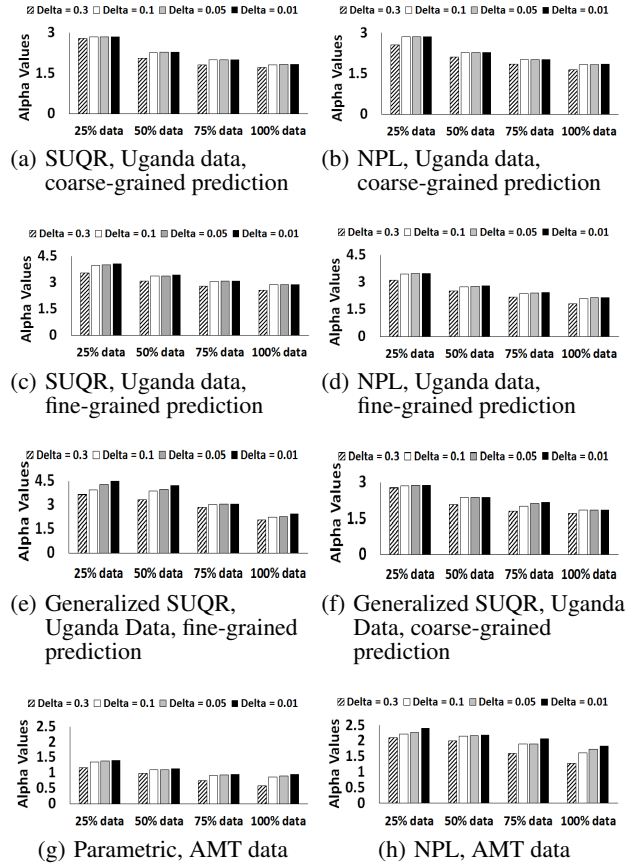 Delta = 0.3 Delta = 0.1 Delta = 0.05 Delta = 0.01
Alpha Values
3
1.5
0
25% data 50% data 75% data 100% data
(a) SUQR, Uganda data,
coarse-grained prediction
Delta = 0.3 Delta = 0.1 Delta = 0.05 Delta = 0.01
Alpha Values
3
1.5
0
25% data 50% data 75% data 100% data
(b) NPL, Uganda data,
coarse-grained prediction
Delta = 0.3 Delta = 0.1 Delta = 0.05 Delta = 0.01
Alpha Values
4.5
3
1.5
0
25% data 50% data 75% data 100% data
(c) SUQR, Uganda data,
fine-grained prediction
Delta = 0.3 Delta = 0.1 Delta = 0.05 Delta = 0.01
Alpha Values
4.5
3
1.5
0
25% data 50% data 75% data 100% data
(d) NPL, Uganda data,
fine-grained prediction
Delta = 0.3 Delta = 0.1 Delta = 0.05 Delta = 0.01
Alpha Values
4.5
3
1.5
0
25% data 50% data 75% data 100% data
(e) Generalized SUQR,
Uganda Data, fine-grained
prediction
Delta = 0.3 Delta = 0.1 Delta = 0.05 Delta = 0.01
Alpha Values
3
1.5
0
25% data 50% data 75% data 100% data
(f) Generalized SUQR, Uganda
Data, coarse-grained
prediction
Delta = 0.3 Delta = 0.1 Delta = 0.05 Delta = 0.01
Alpha Values
2.5
2
1.5
1
0.5
0
25% data 50% data 75% data 100% data
(g) Parametric, AMT data
Delta = 0.3 Delta = 0.1 Delta = 0.05 Delta = 0.01
Alpha Values
2.5
2
1.5
1
0.5
0
25% data 50% data 75% data 100% data
(h) NPL, AMT data